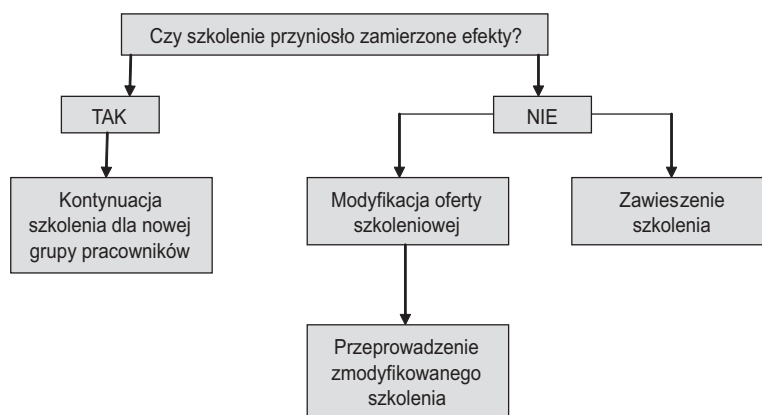 Czy szkolenie przyniosło zamierzone efekty?
TAK
NIE
Kontynuacja
szkolenia dla nowej
grupy pracowników
Modyfikacja oferty
szkoleniowej
Zawieszenie
szkolenia
Przeprowadzenie
zmodyfikowanego
szkolenia